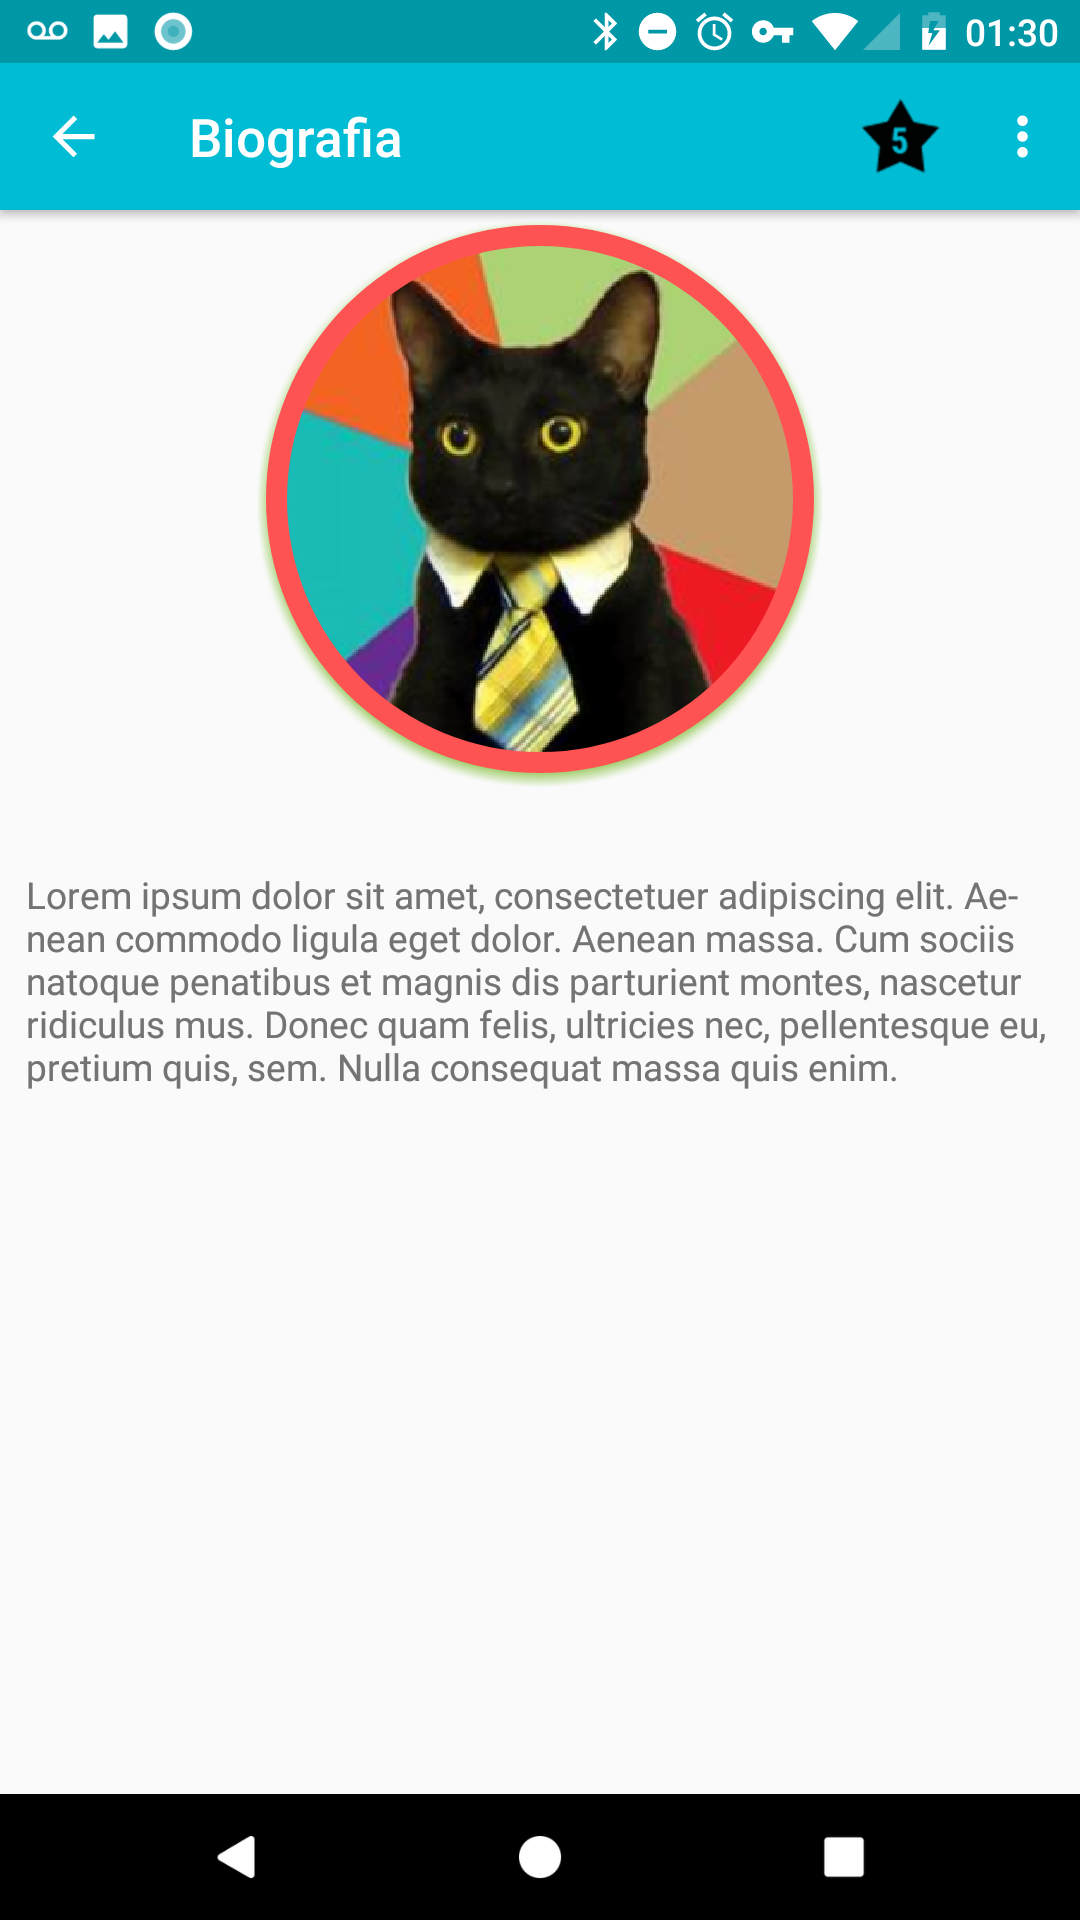 01:30
Biografia
5
Lorem ipsum dolor sit amet, consectetuer adipiscing elit. Ae-
nean commodo ligula eget dolor. Aenean massa. Cum sociis
natoque penatibus et magnis dis parturient montes, nascetur
ridiculus mus. Donec quam felis, ultricies nec, pellentesque eu,
pretium quis, sem. Nulla consequat massa quis enim.